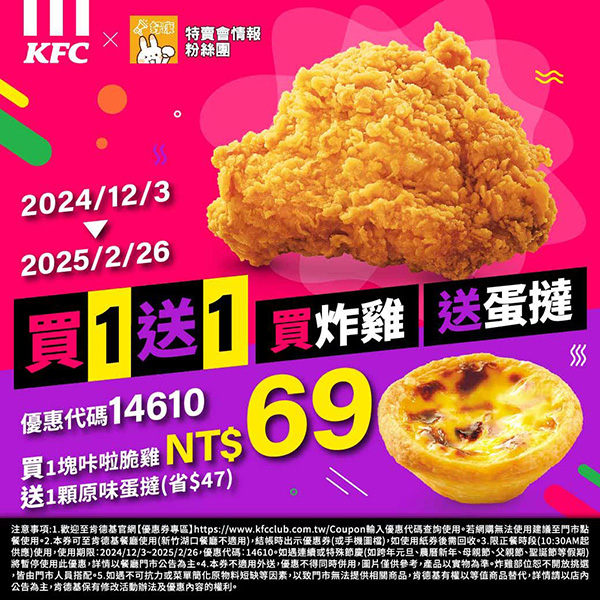 KFC × 好康 特賣會情報
粉絲團
2024/12/3
2025/2/26
買1送1 買炸雞 送蛋撻
優惠代碼14610
買1塊咔啦脆雞 NT$69
送1顆原味蛋撻(省$47)
注意事項:1.歡迎至肯德基官網【優惠券專區】https://www.kfcclub.com.tw/Coupon輸入優惠代碼查詢使用。若網購無法使用建議至門市點
餐使用。2.本券可至肯德基餐廳使用(新竹湖口餐廳不適用),結帳時出示優惠券(或手機圖檔),如使用紙券後需回收。3.限正餐時段(10:30AM起
供應)使用,使用期限:2024/12/3~2025/2/26,優惠代碼:14610。如遇連續或特殊節慶(如跨年元旦、農曆新年、母親節、父親節、聖誕節等假期)
將暫停使用此優惠,詳情以餐廳門市公告為主。4.本券不適用外送,優惠不得同時併用,圖片僅供參考,產品以實物為準。炸雞部位恕不開放挑選
,皆由門市人員搭配。5.如遇不可抗力或菜單簡化原物料短缺等因素,以致門市無法提供相關商品,肯德基有權以等值商品替代,詳情請以店內
公告為主,肯德基保有修改活動辦法及優惠內容的權利。